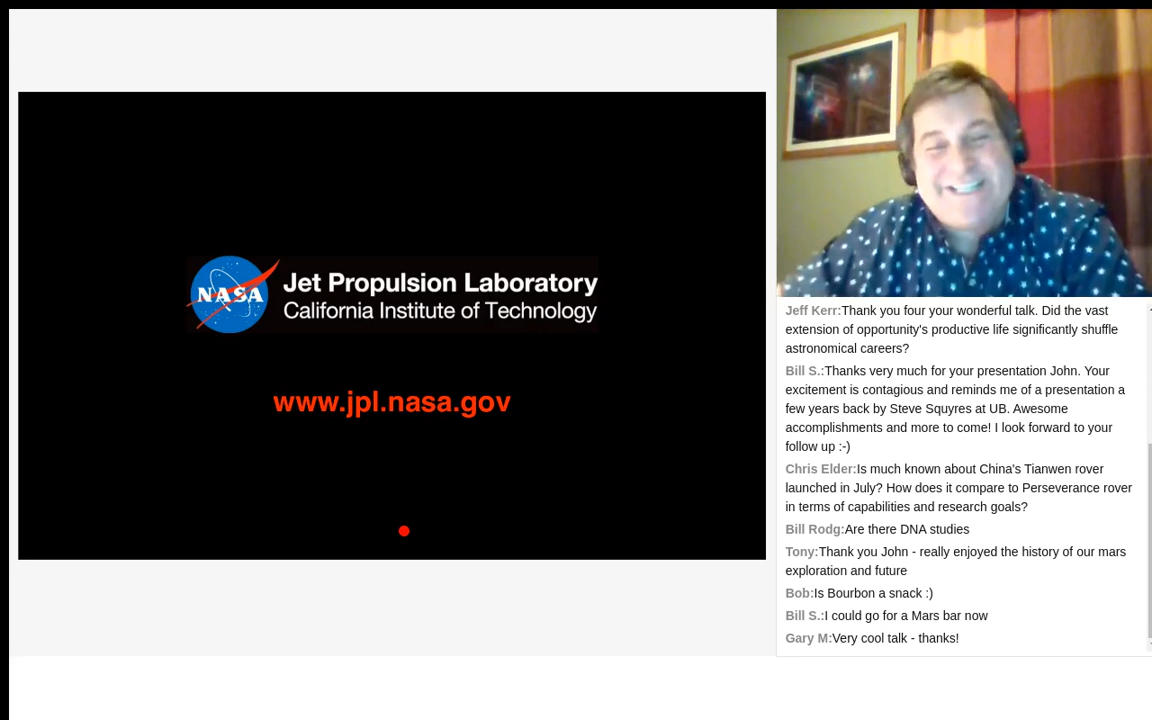 NASA
Jet Propulsion Laboratory
California Institute of Technology
www.jpl.nasa.gov
Jeff Kerr:Thank you four your wonderful talk. Did the vast
extension of opportunity's productive life significantly shuffle
astronomical careers?
Bill S.:Thanks very much for your presentation John. Your
excitement is contagious and reminds me of a presentation a
few years back by Steve Squyres at UB. Awesome
accomplishments and more to come! I look forward to your
follow up :-)
Chris Elder:Is much known about China's Tianwen rover
launched in July? How does it compare to Perseverance rover
in terms of capabilities and research goals?
Bill Rodg:Are there DNA studies
Tony:Thank you John - really enjoyed the history of our mars
exploration and future
Bob:Is Bourbon a snack :)
Bill S.:I could go for a Mars bar now
Gary M:Very cool talk - thanks!